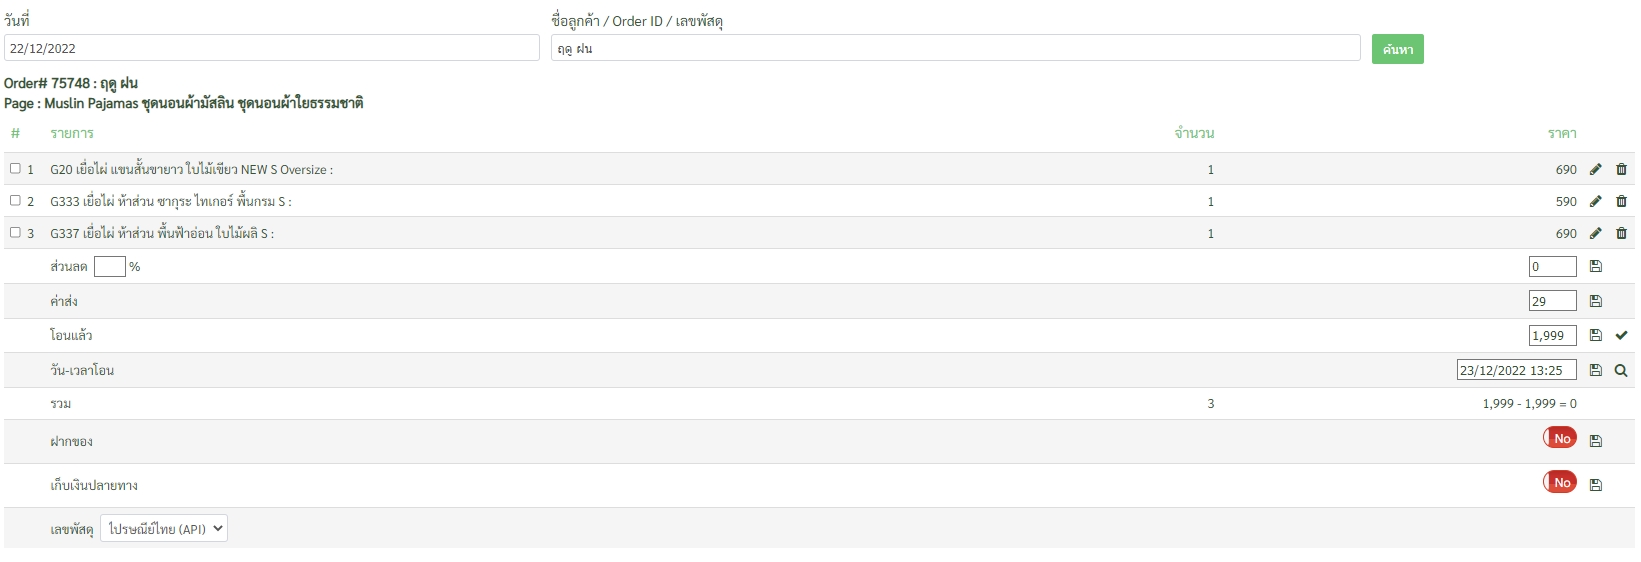 วันที่ ชื่อลูกค้า / Order ID / เลขพัสดุ
22/12/2022 ฤดู ฝน ค้นหา
Order# 75748 : ฤดู ฝน
Page : Muslin Pajamas ชุดนอนผ้ามัสลิน ชุดนอนผ้าใยธรรมชาติ
# รายการ จำนวน ราคา
1 G20 เยื่อไผ่ แขนสั้นขายาว ใบไม้เขียว NEW S Oversize : 1 690
2 G333 เยื่อไผ่ ห้าส่วน ซากุระ ไทเกอร์ พื้นกรม S : 1 590
3 G337 เยื่อไผ่ ห้าส่วน พื้นฟ้าอ่อน ใบไม้ผลิ S : 1 690
ส่วนลด % 0
ค่าส่ง 29
โอนแล้ว 1,999
วัน-เวลาโอน 23/12/2022 13:25
รวม 3 1,999 - 1,999 = 0
ฝากของ No
เก็บเงินปลายทาง No
เลขพัสดุ ไปรษณีย์ไทย (API)